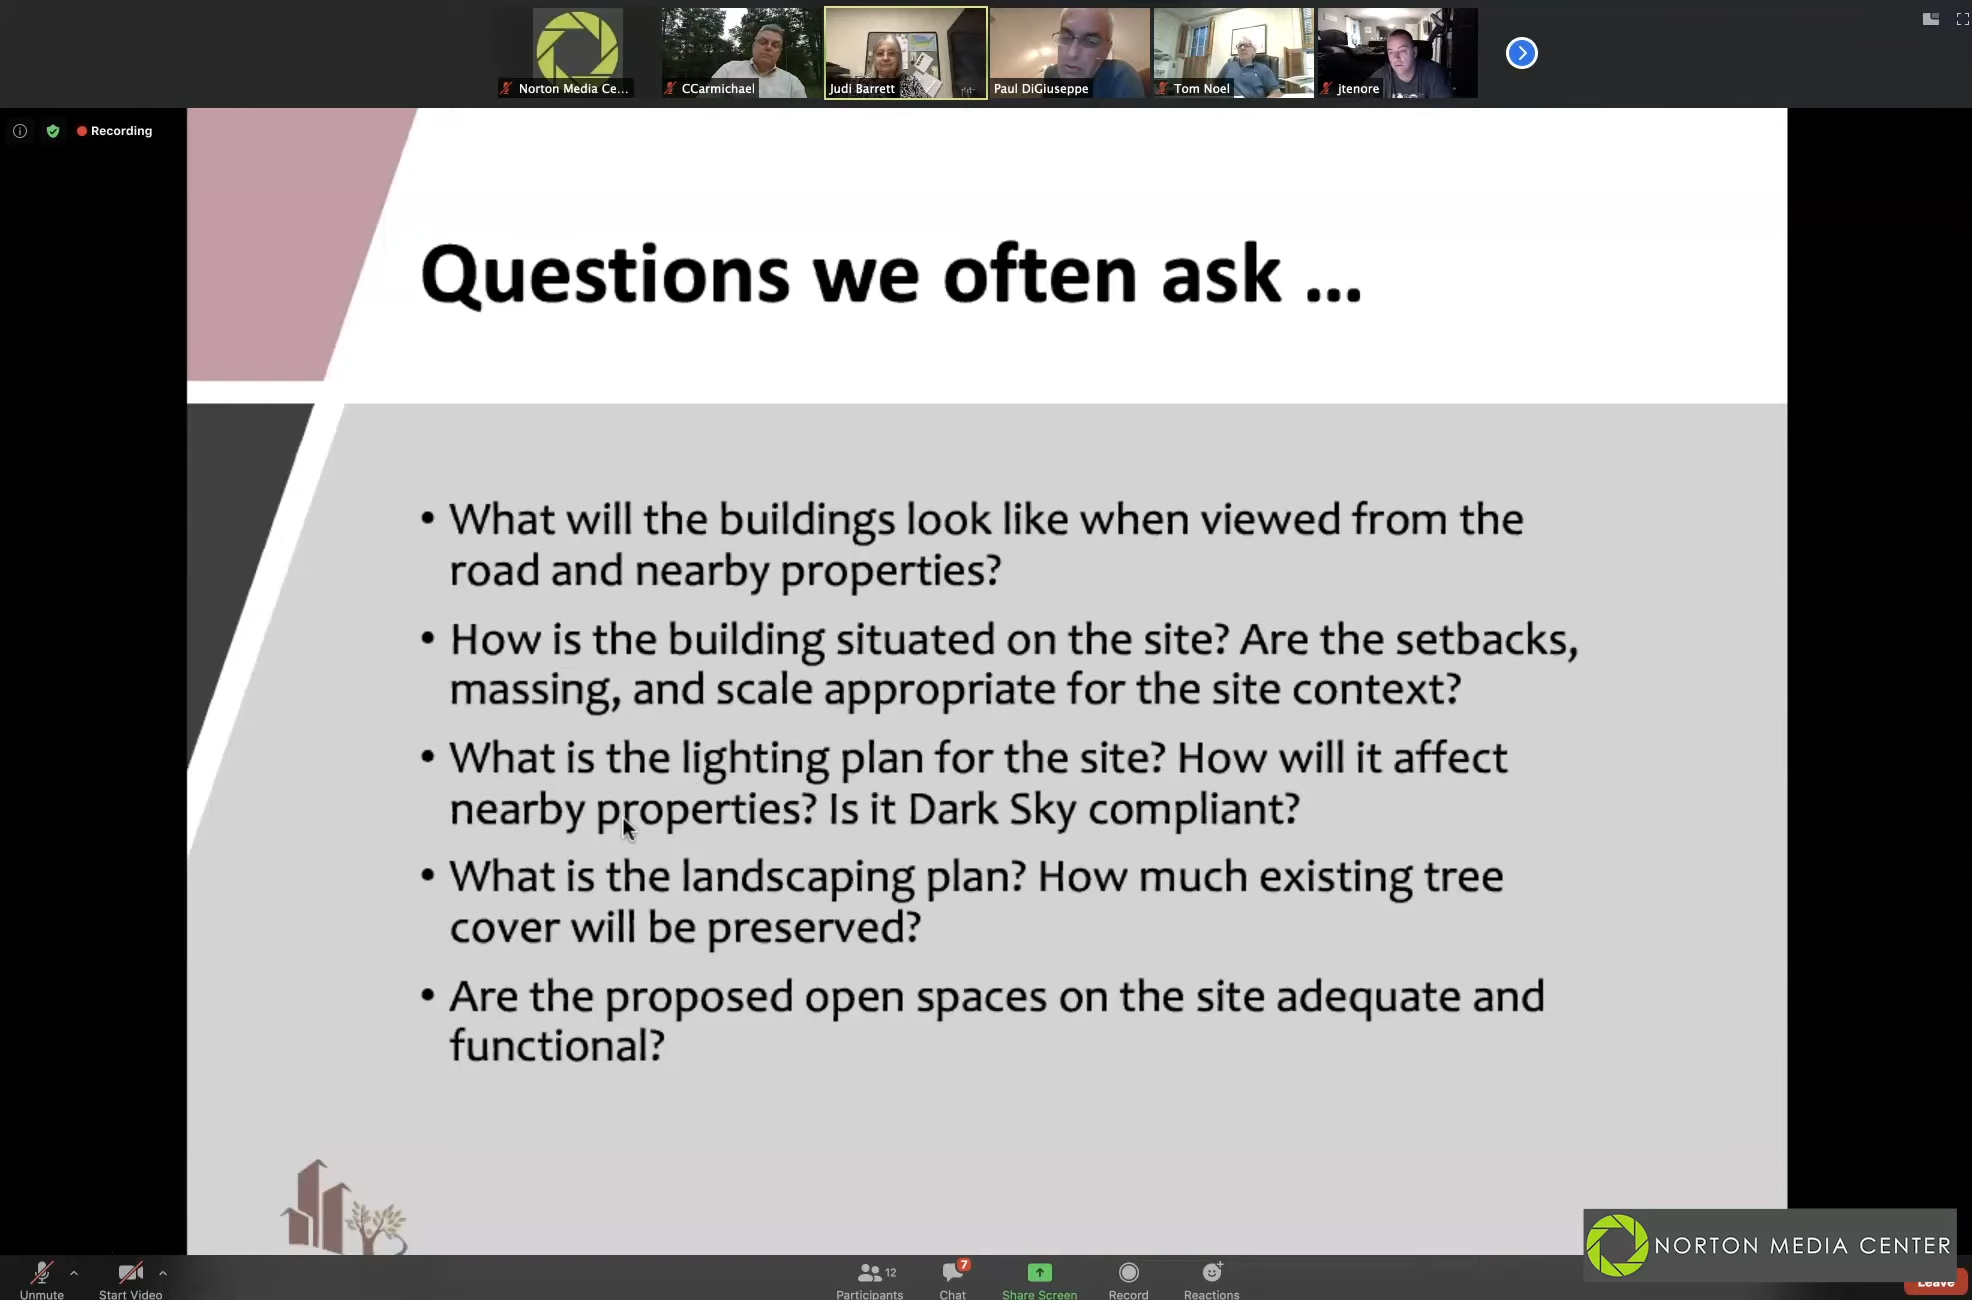 Norton Media Ce...
CCarmichael
Judi Barrett
Paul DiGiuseppe
Tom Noel
jtenore
Recording
Questions we often ask ...
• What will the buildings look like when viewed from the
road and nearby properties?
• How is the building situated on the site? Are the setbacks,
massing, and scale appropriate for the site context?
• What is the lighting plan for the site? How will it affect
nearby properties? Is it Dark Sky compliant?
• What is the landscaping plan? How much existing tree
cover will be preserved?
• Are the proposed open spaces on the site adequate and
functional?
NORTON MEDIA CENTER
Unmute
Start Video
12
Participants
7
Chat
Share Screen
Record
Reactions
Leave